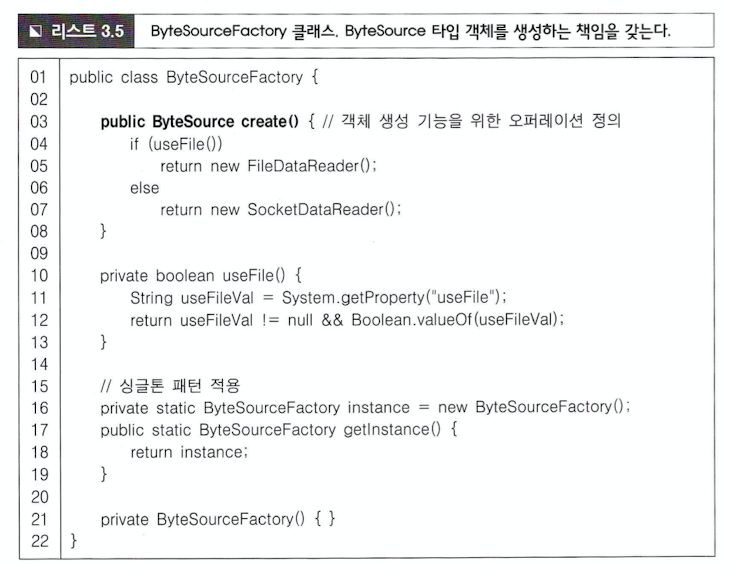 리스트 3.5 ByteSourceFactory 클래스. ByteSource 타입 객체를 생성하는 책임을 갖는다.
01 public class ByteSourceFactory {
02
03 public ByteSource create() { // 객체 생성 기능을 위한 오퍼레이션 정의
04 if (useFile())
05 return new FileDataReader();
06 else
07 return new SocketDataReader();
08 }
09
10 private boolean useFile() {
11 String useFileVal = System.getProperty("useFile");
12 return useFileVal != null && Boolean.valueOf(useFileVal);
13 }
14
15 // 싱글톤 패턴 적용
16 private static ByteSourceFactory instance = new ByteSourceFactory();
17 public static ByteSourceFactory getInstance() {
18 return instance;
19 }
20
21 private ByteSourceFactory() { }
22 }